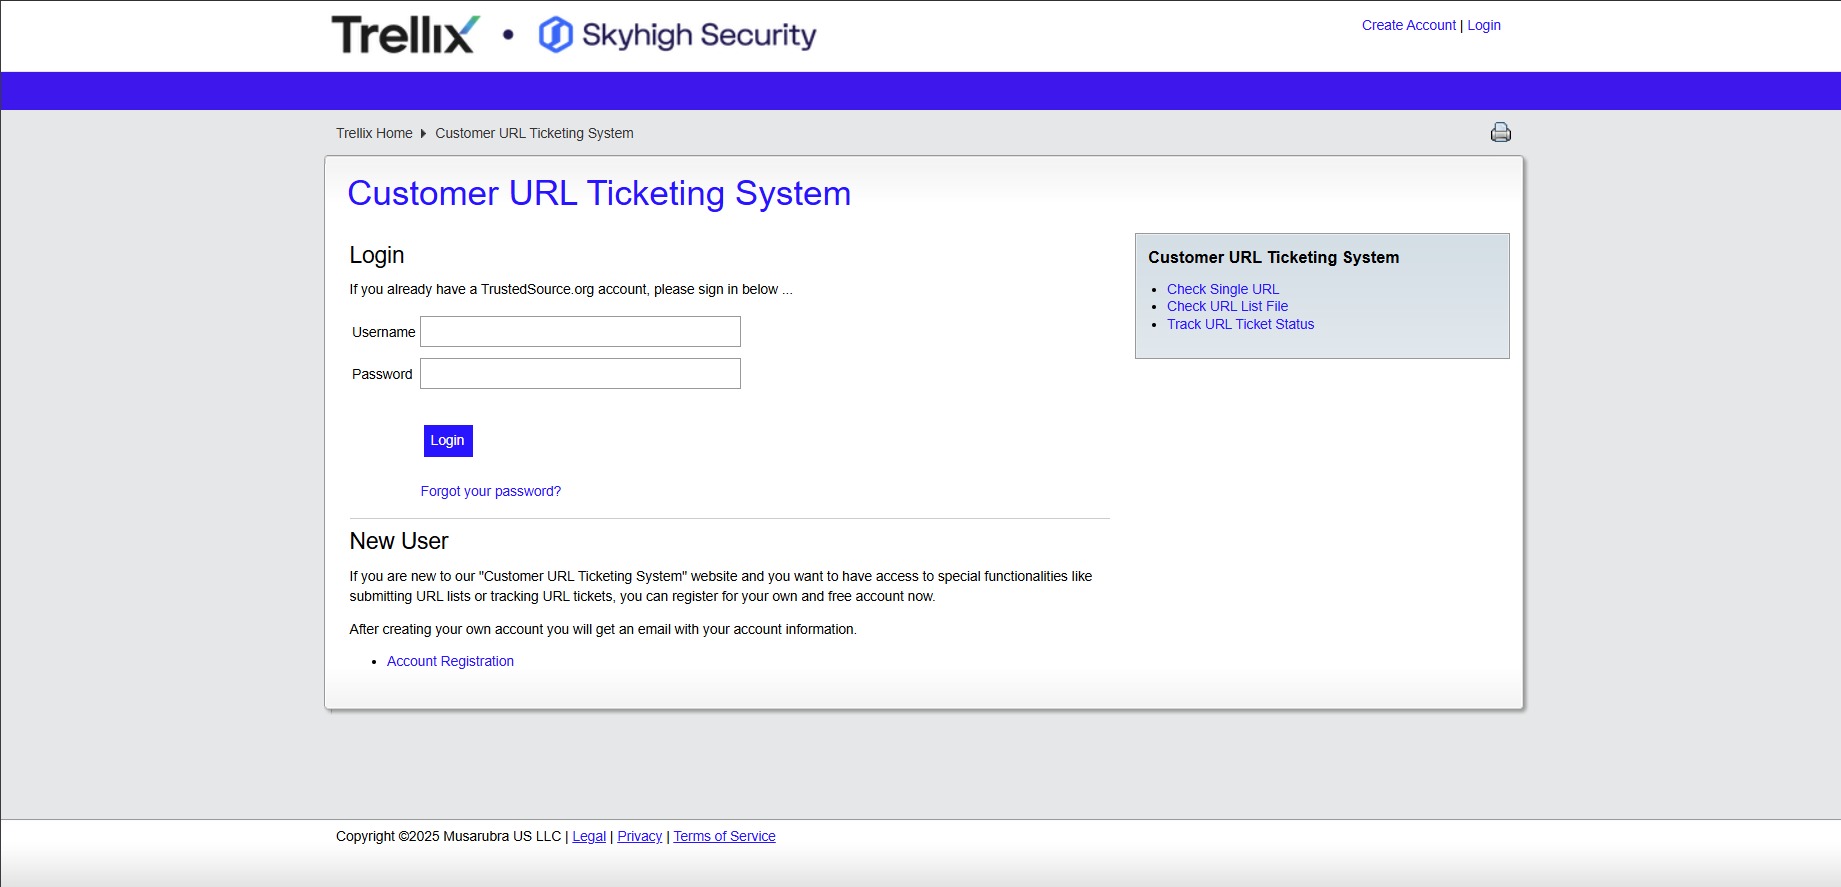 Trellix • Skyhigh Security
Create Account | Login
Trellix Home Customer URL Ticketing System
Customer URL Ticketing System
Login
If you already have a TrustedSource.org account, please sign in below ...
Username
Password
Login
Forgot your password?
New User
If you are new to our "Customer URL Ticketing System" website and you want to have access to special functionalities like
submitting URL lists or tracking URL tickets, you can register for your own and free account now.
After creating your own account you will get an email with your account information.
• Account Registration
Customer URL Ticketing System
• Check Single URL
• Check URL List File
• Track URL Ticket Status
Copyright ©2025 Musarubra US LLC | Legal | Privacy | Terms of Service